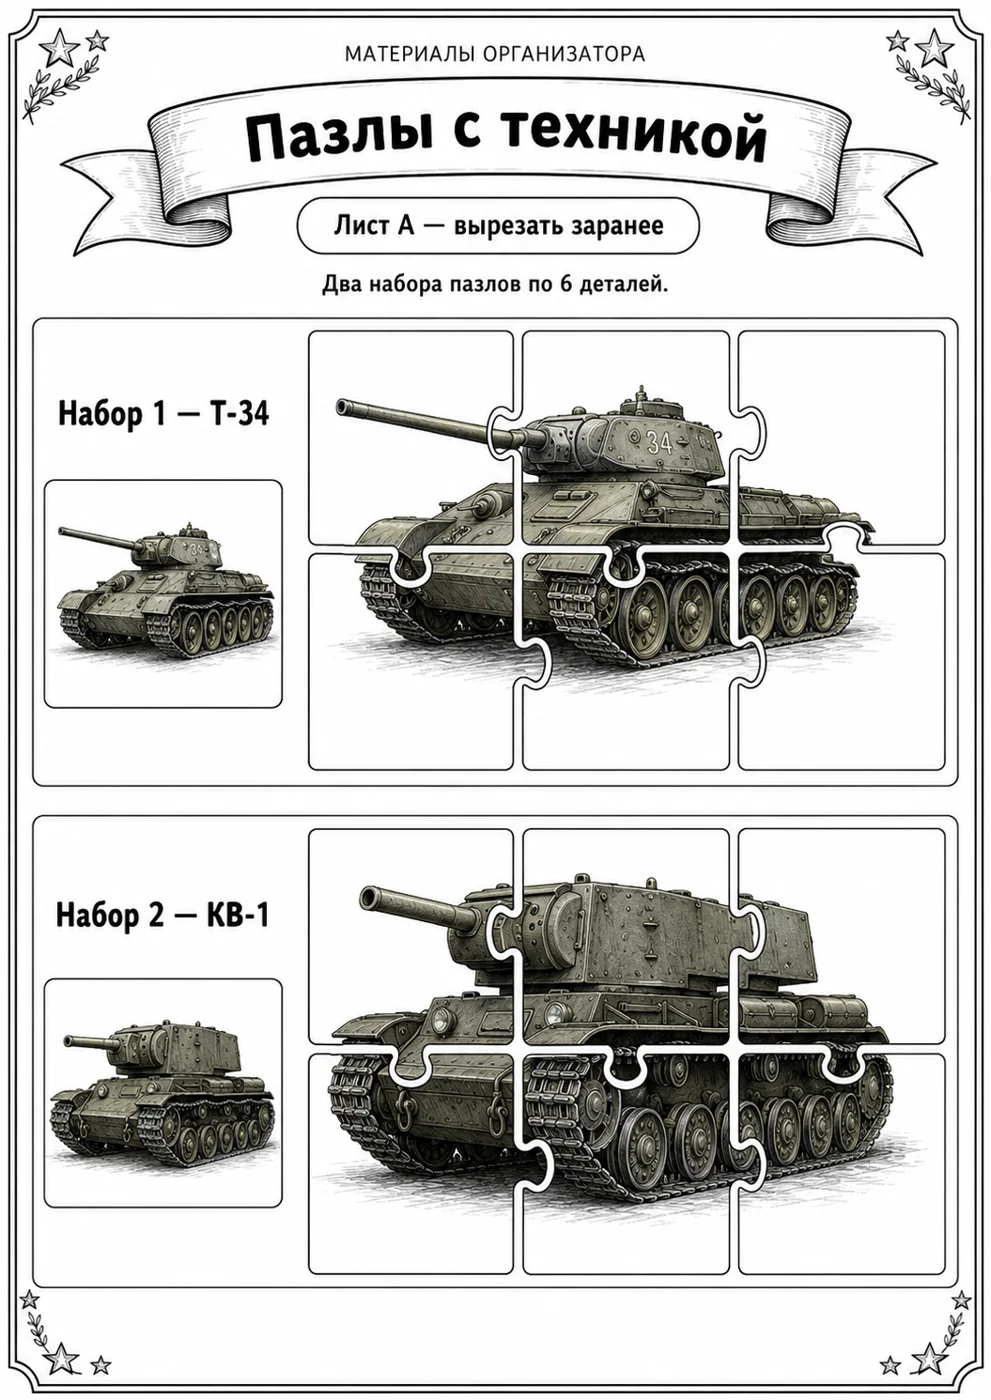 МАТЕРИАЛЫ ОРГАНИЗАТОРА
Пазлы с техникой
Лист А — вырезать заранее
Два набора пазлов по 6 деталей.
Набор 1 — Т-34
34
34
Набор 2 — КВ-1